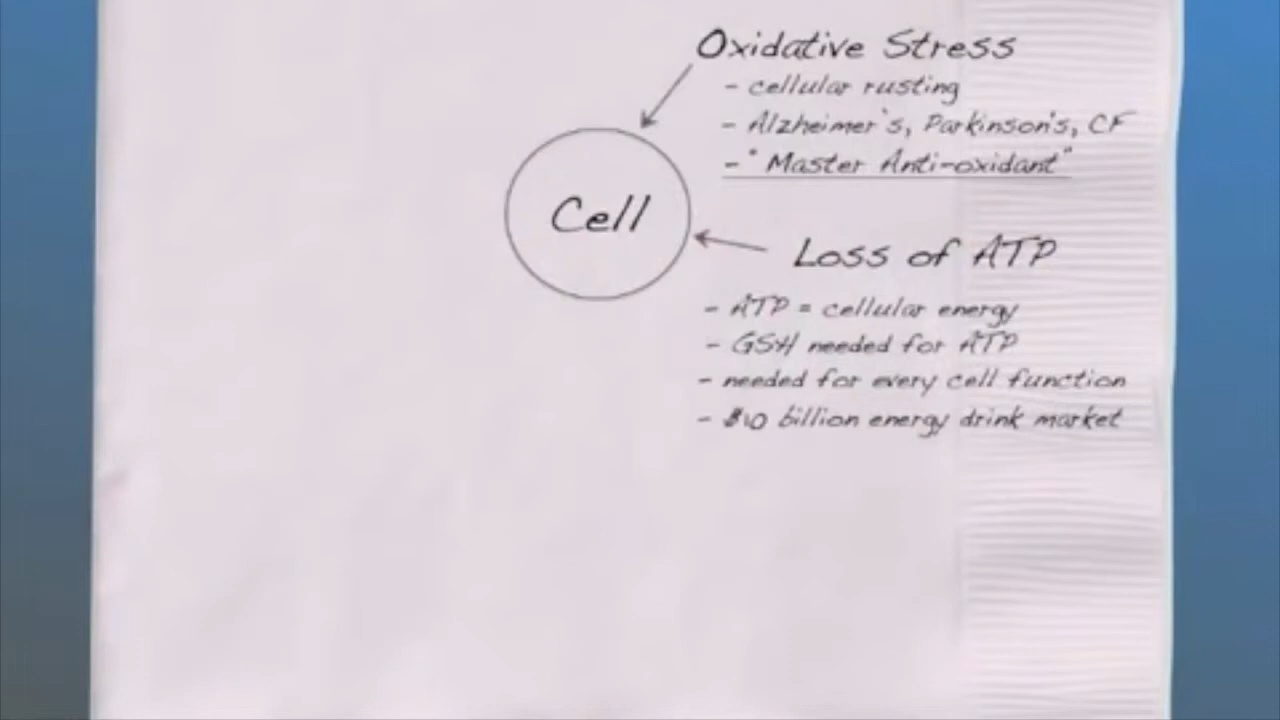 Oxidative Stress
- cellular rusting
- Alzheimer's, Parkinson's, CF
- "Master Anti-oxidant"
Cell
Loss of ATP
- ATP = cellular energy
- GSH needed for ATP
- needed for every cell function
- $10 billion energy drink market